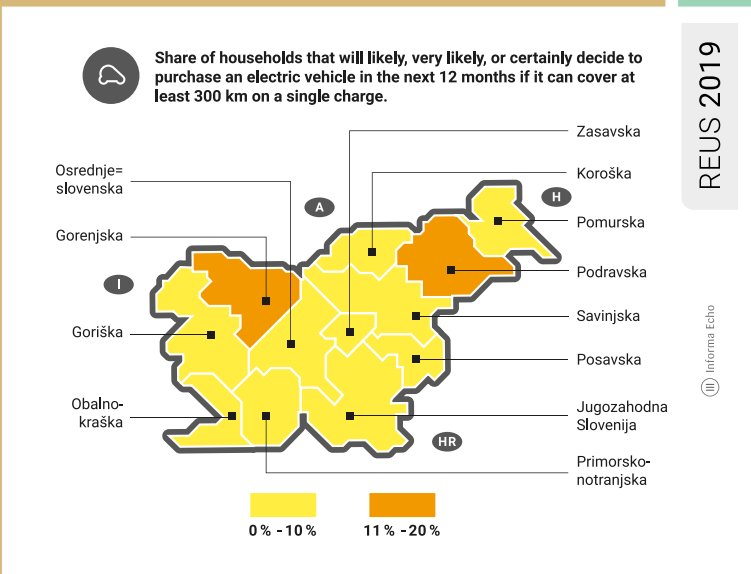 Share of households that will likely, very likely, or certainly decide to
purchase an electric vehicle in the next 12 months if it can cover at
least 300 km on a single charge.
REUS 2019
Zasavska
Osrednje=
slovenska
Koroška
A
H
Gorenjska
Pomurska
Podravska
I
Savinjska
Goriška
Posavska
Informa Echo
Obalno-
kraška
Jugozahodna
Slovenija
HR
Primorsko-
notranjska
0 % - 10 %
11 % - 20 %